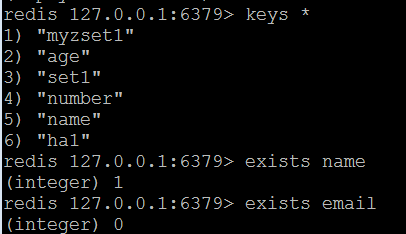 redis 127.0.0.1:6379> keys *
1) "myzset1"
2) "age"
3) "set1"
4) "number"
5) "name"
6) "ha1"
redis 127.0.0.1:6379> exists name
(integer) 1
redis 127.0.0.1:6379> exists email
(integer) 0